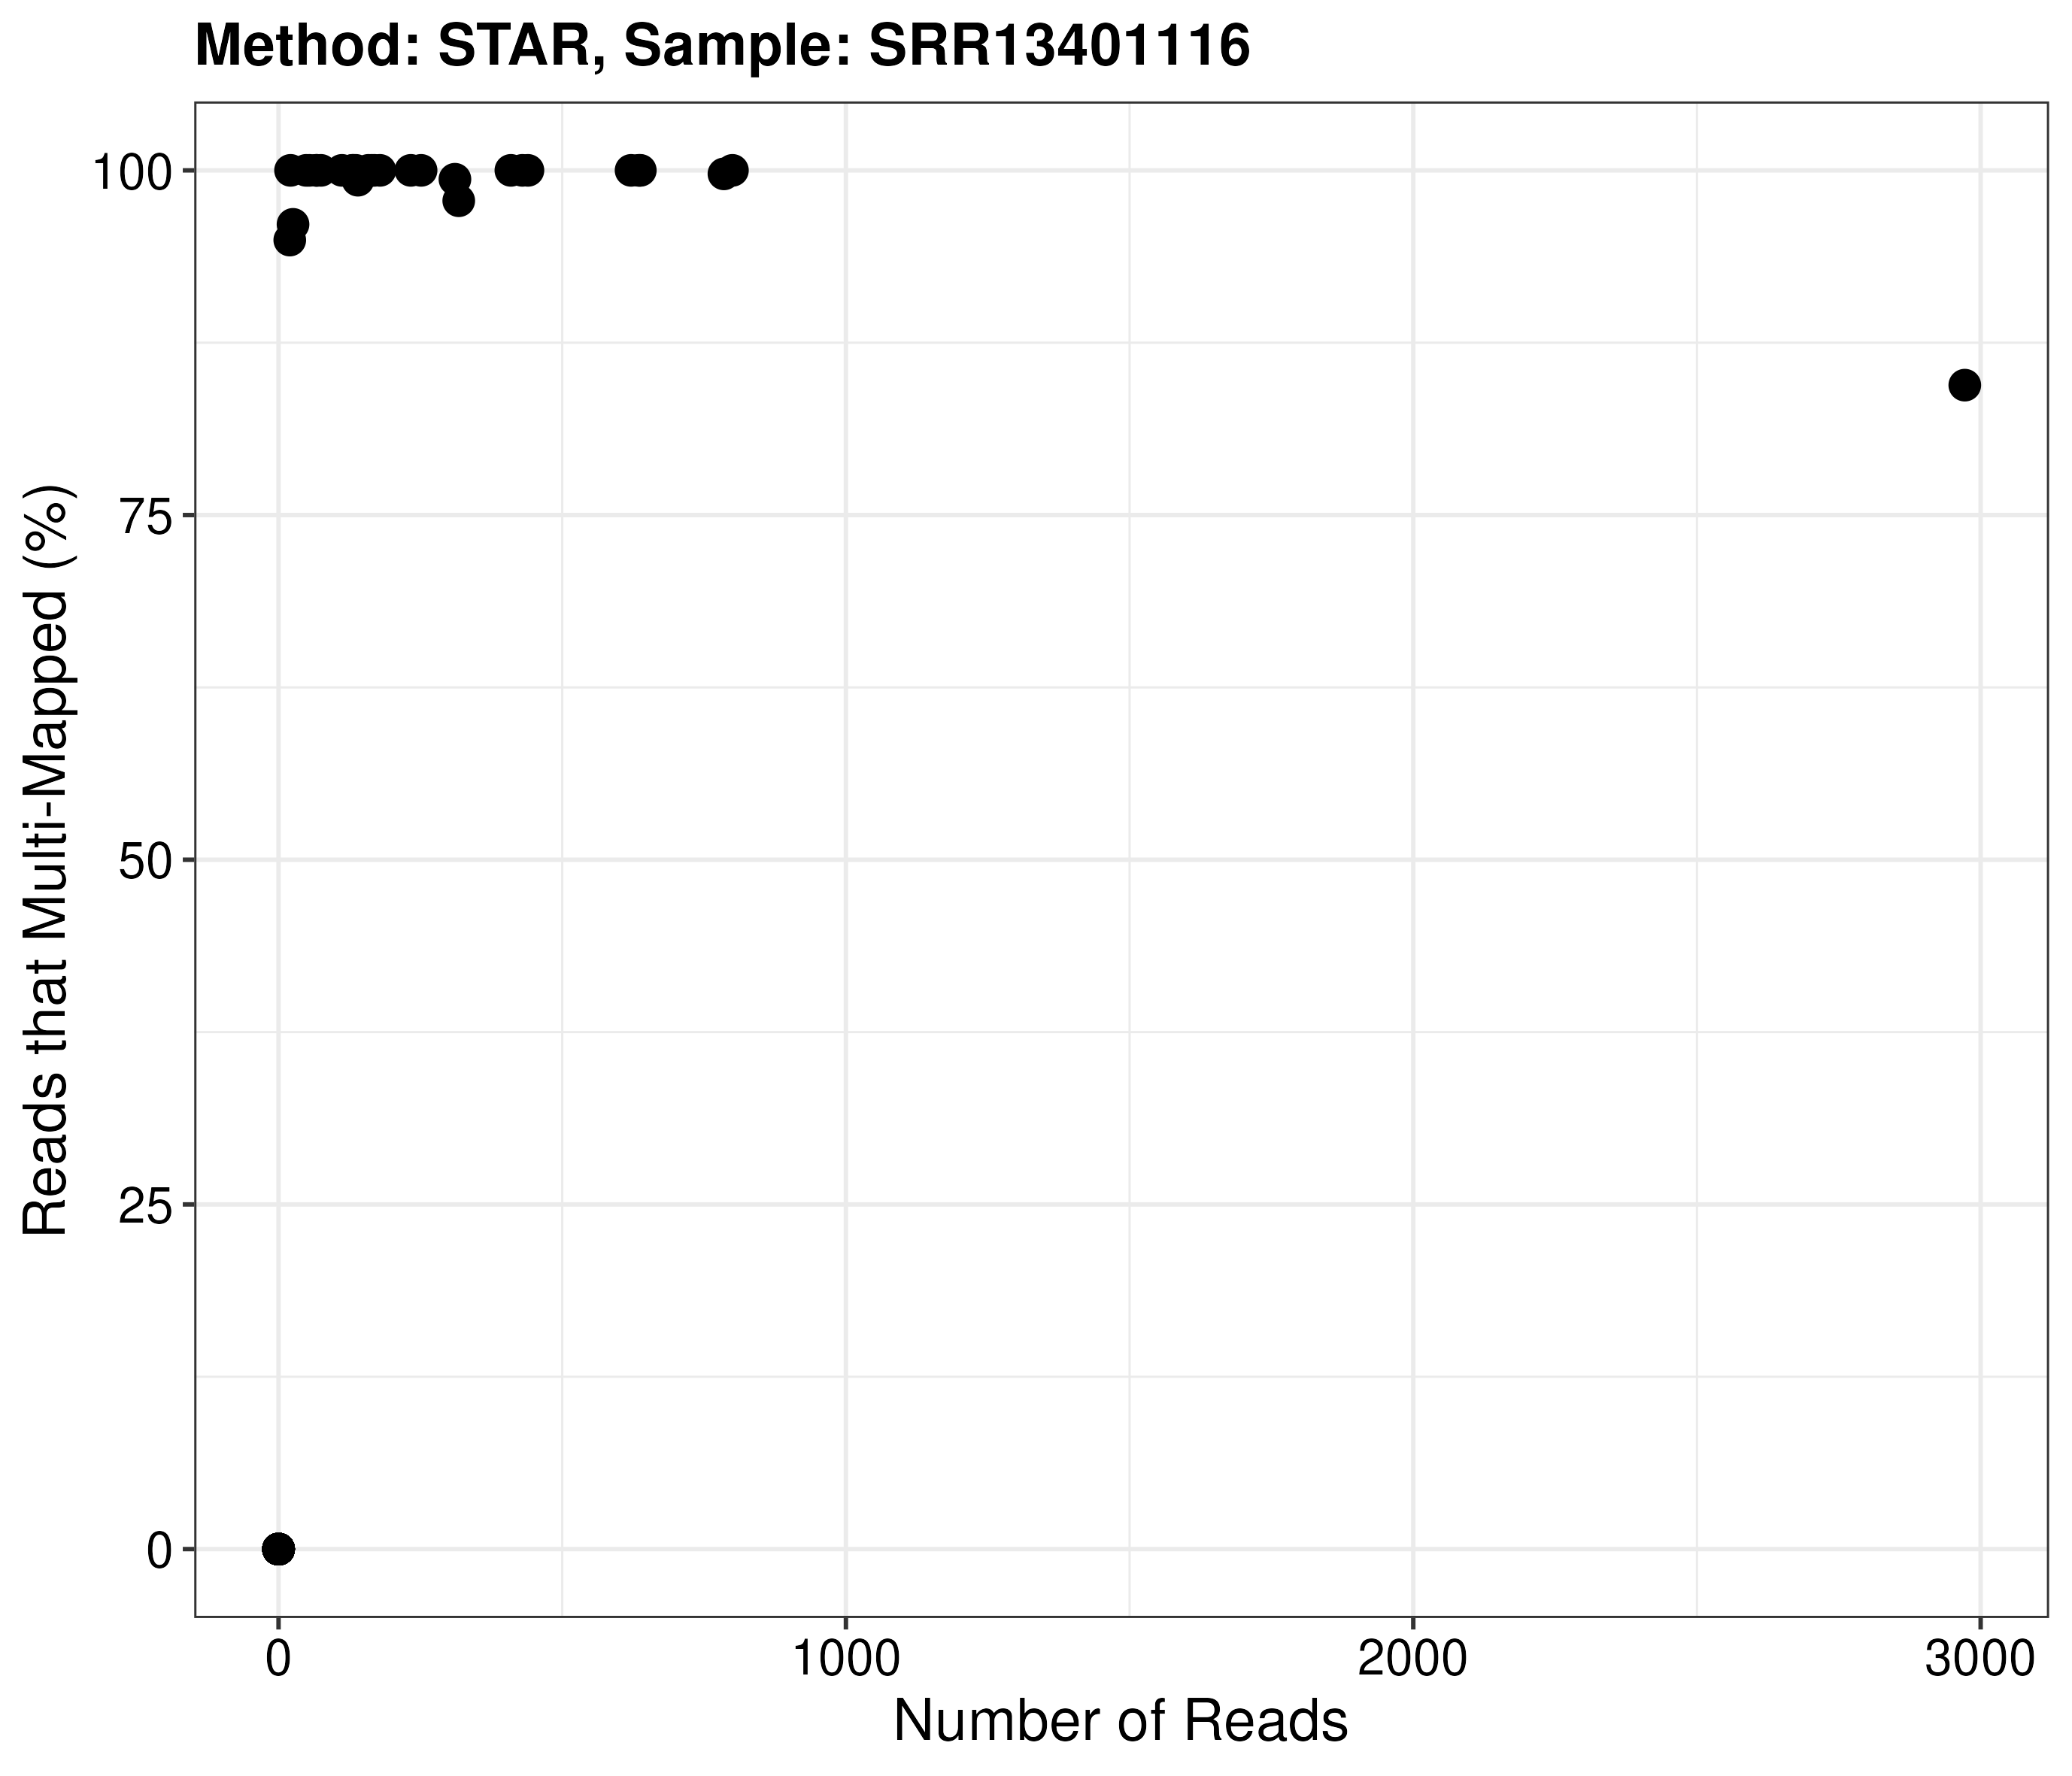 Method: STAR, Sample: SRR13401116
Reads that Multi-Mapped (%)
100
75
50
25
0
0 1000 2000 3000
Number of Reads